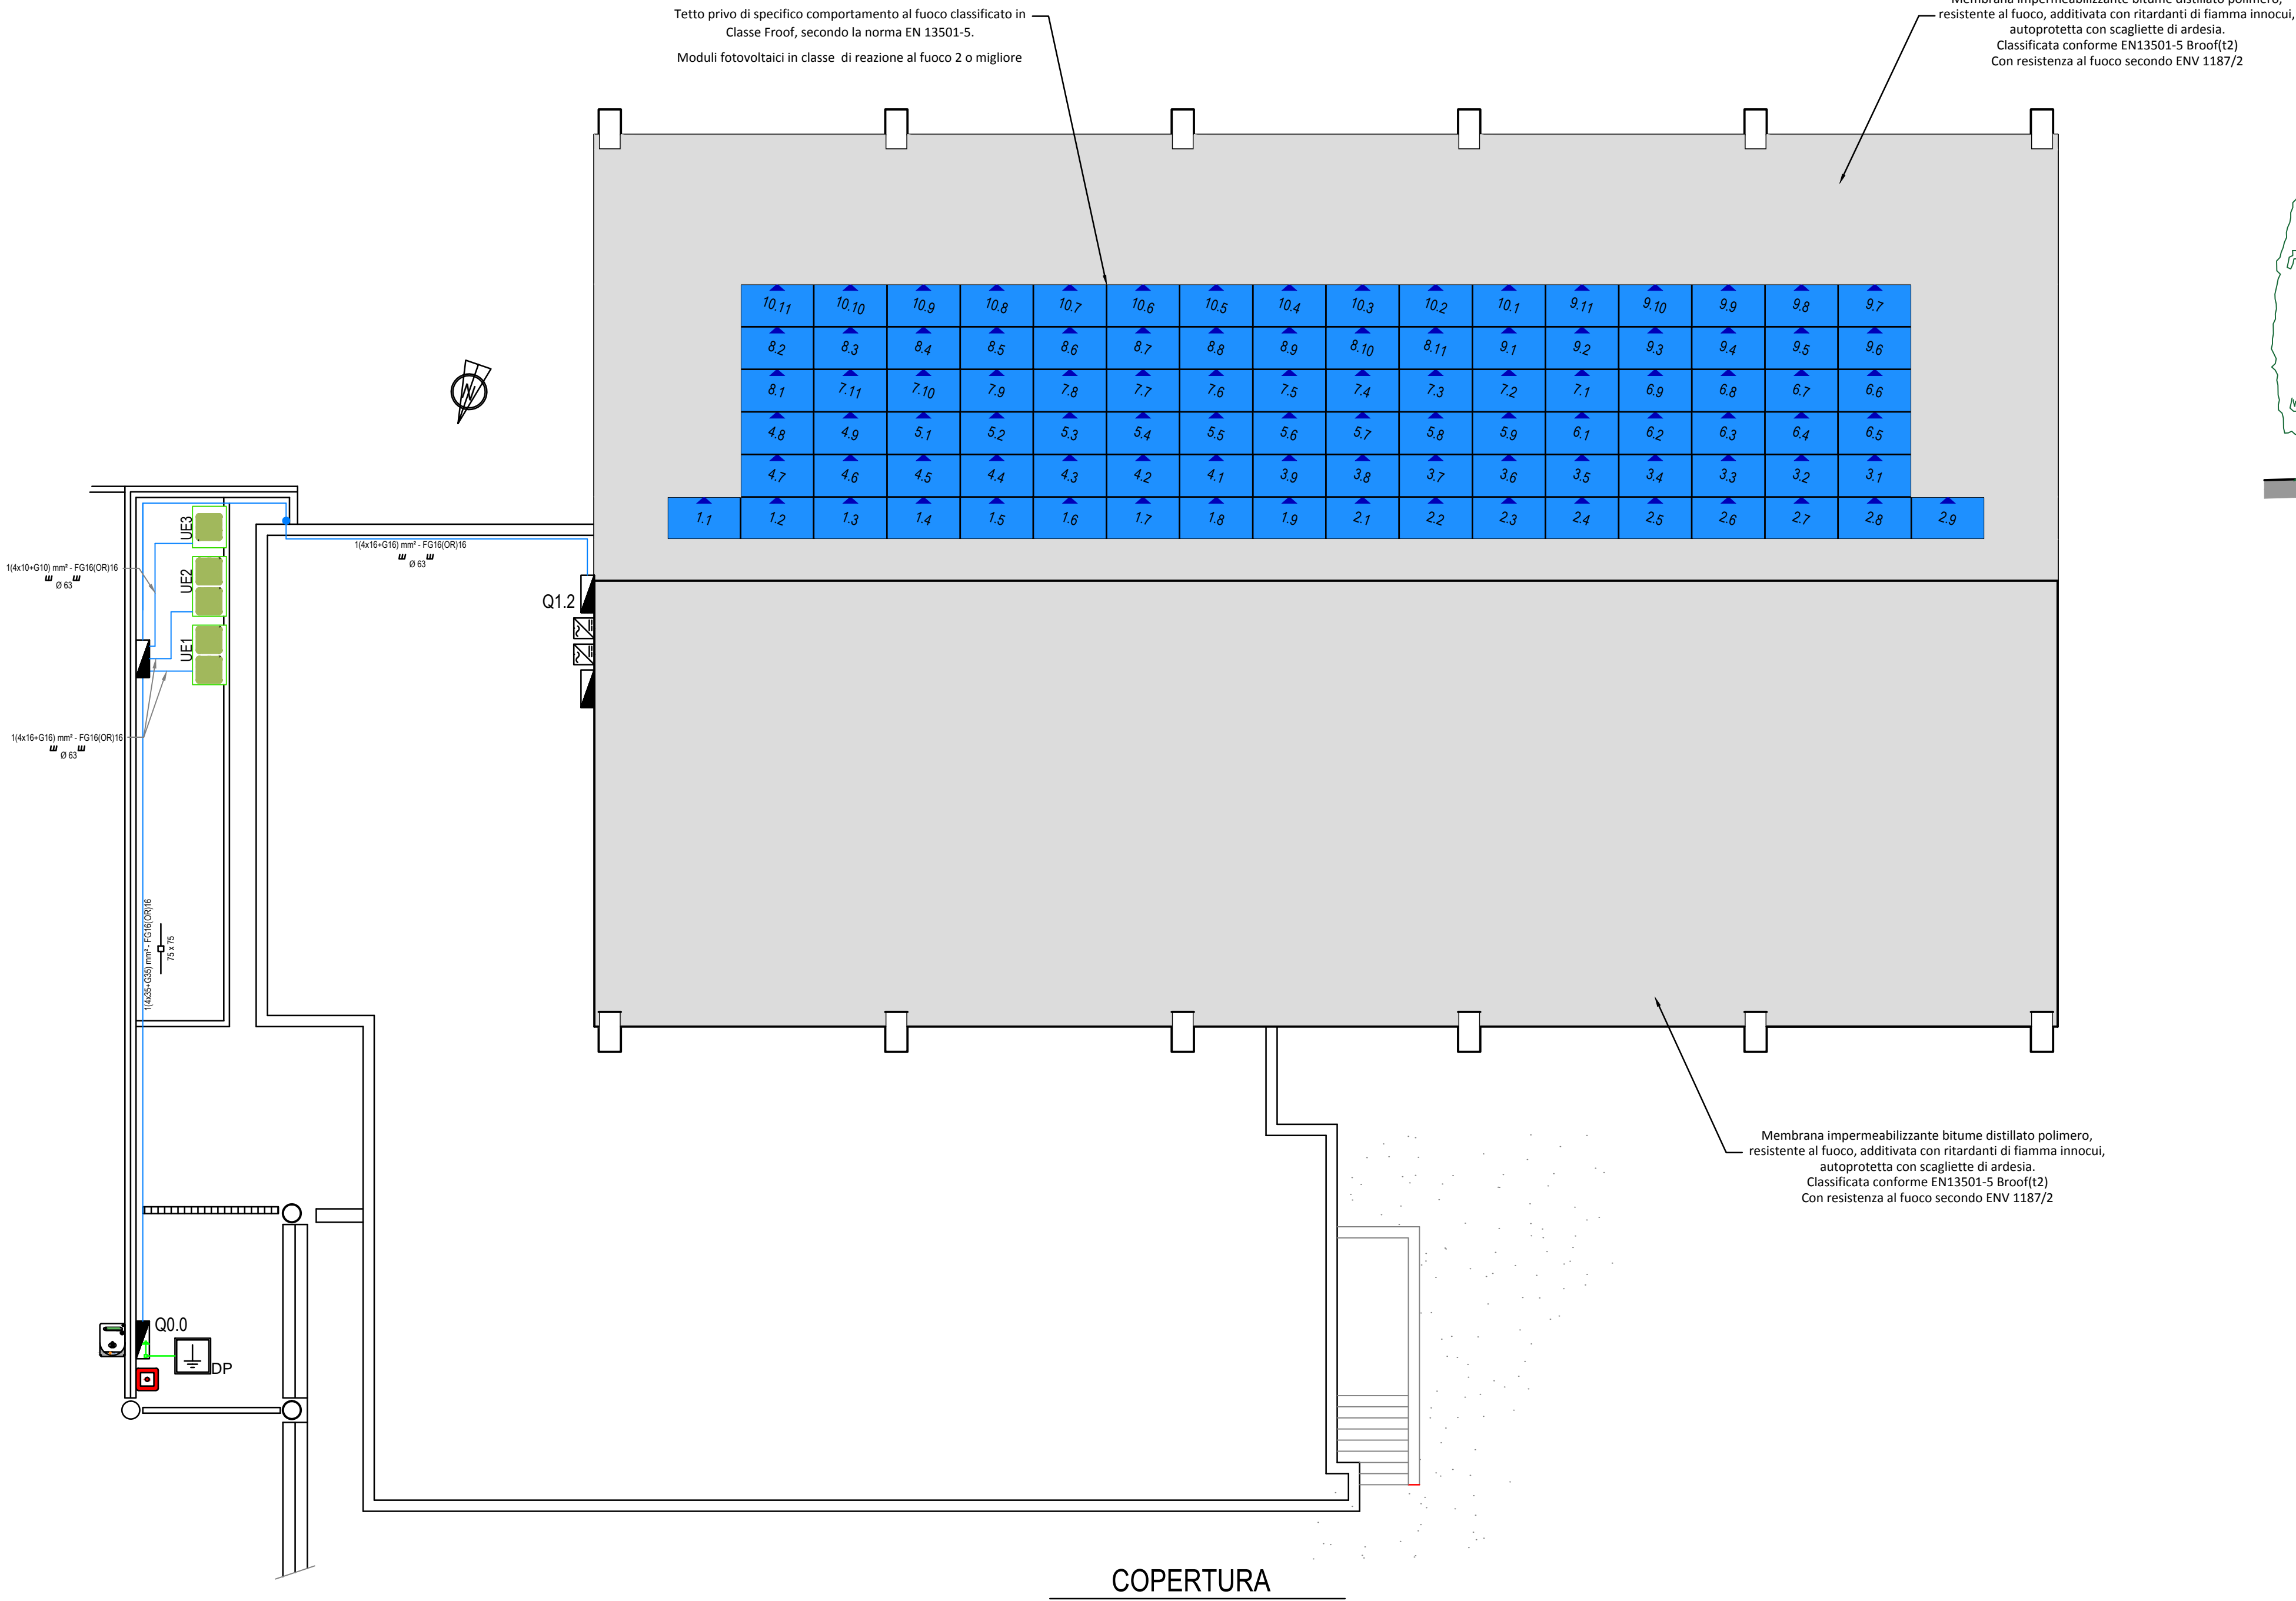 Tetto privo di specifico comportamento al fuoco classificato in
Classe Froof, secondo la norma EN 13501-5.
Moduli fotovoltaici in classe di reazione al fuoco 2 o migliore
Membrana impermeabilizzante bitume distillato polimero,
resistente al fuoco, additivata con ritardanti di fiamma innocui,
autoprotetta con scagliette di ardesia.
Classificata conforme EN13501-5 Broof(t2)
Con resistenza al fuoco secondo ENV 1187/2
10.11 10.10 10.9 10.8 10.7 10.6 10.5 10.4 10.3 10.2 10.1 9.11 9.10 9.9 9.8 9.7
8.2 8.3 8.4 8.5 8.6 8.7 8.8 8.9 8.10 8.11 9.1 9.2 9.3 9.4 9.5 9.6
8.1 7.11 7.10 7.9 7.8 7.7 7.6 7.5 7.4 7.3 7.2 7.1 6.9 6.8 6.7 6.6
4.8 4.9 5.1 5.2 5.3 5.4 5.5 5.6 5.7 5.8 5.9 6.1 6.2 6.3 6.4 6.5
4.7 4.6 4.5 4.4 4.3 4.2 4.1 3.9 3.8 3.7 3.6 3.5 3.4 3.3 3.2 3.1
1.1 1.2 1.3 1.4 1.5 1.6 1.7 1.8 1.9 2.1 2.2 2.3 2.4 2.5 2.6 2.7 2.8 2.9
N
UE3
UE2
UE1
1(4x16+G16) mm² - FG16(OR)16
Ø 63
1(4x10+G10) mm² - FG16(OR)16
Ø 63
Q1.2
1(4x16+G16) mm² - FG16(OR)16
Ø 63
1(4x35+G35) mm² - FG16(OR)16
75 x 75
Membrana impermeabilizzante bitume distillato polimero,
resistente al fuoco, additivata con ritardanti di fiamma innocui,
autoprotetta con scagliette di ardesia.
Classificata conforme EN13501-5 Broof(t2)
Con resistenza al fuoco secondo ENV 1187/2
Q0.0
DP
COPERTURA